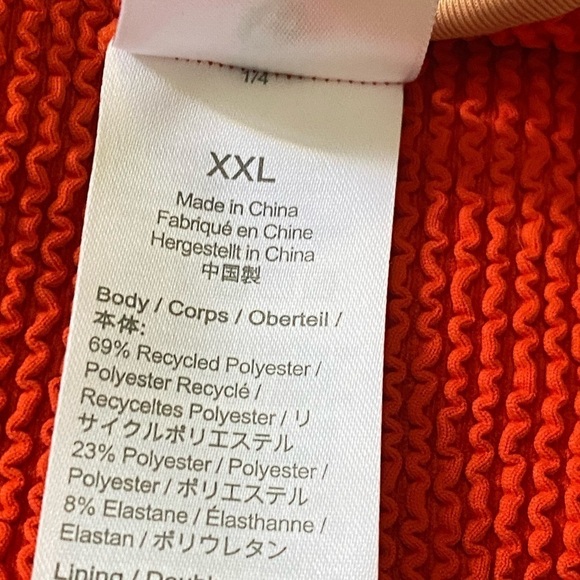 174
XXL
Made in China
Fabriqué en Chine
Hergestellt in China
中国製
Body / Corps / Oberteil /
本体:
69% Recycled Polyester /
Polyester Recyclé /
Recyceltes Polyester / リ
サイクルポリエステル
23% Polyester / Polyester /
Polyester / ポリエステル
8% Elastane / Élasthanne /
Elastan / ポリウレタン
Lining /